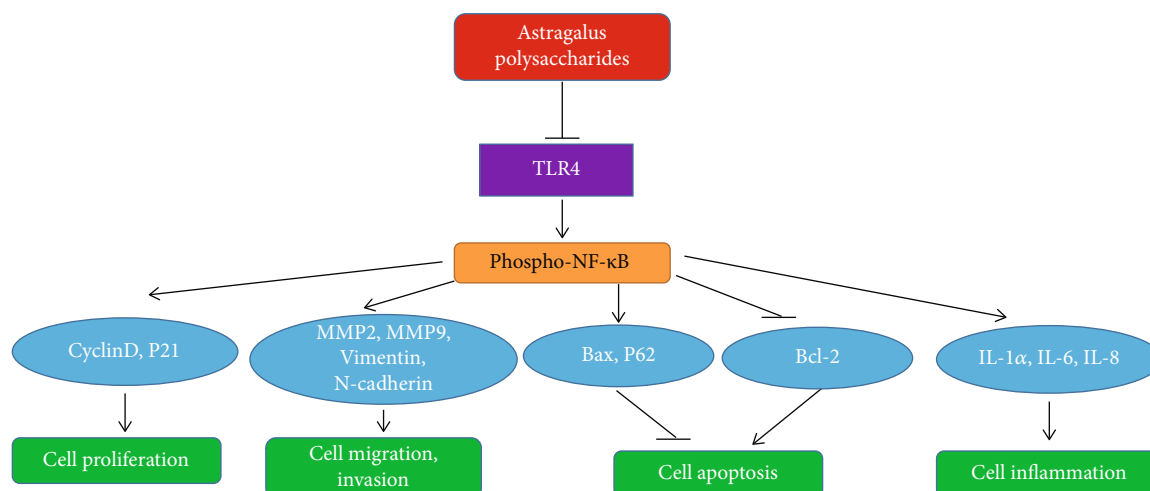 Astragalus
polysaccharides
TLR4
Phospho-NF-κB
CyclinD, P21
MMP2, MMP9,
Vimentin,
N-cadherin
Bax, P62
Bcl-2
IL-1α, IL-6, IL-8
Cell proliferation
Cell migration,
invasion
Cell apoptosis
Cell inflammation